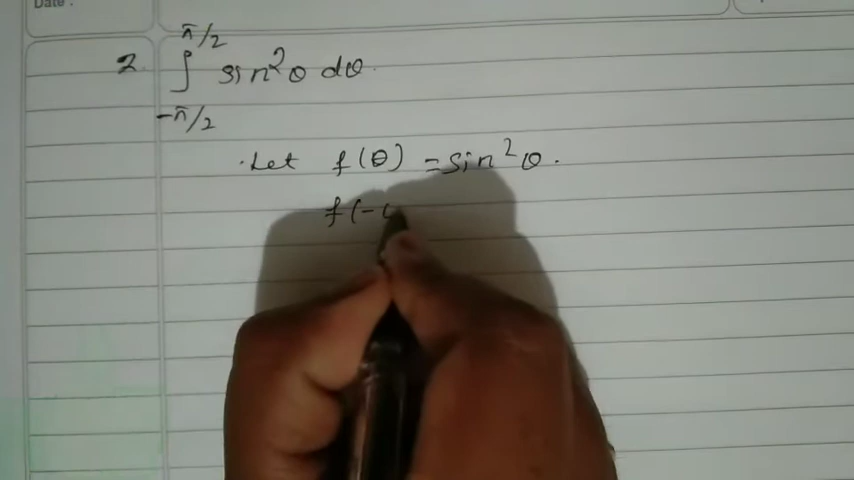 Date :
π/2
2. ∫ sin²θ dθ.
-π/2
Let f(θ) = sin²θ.
f(-